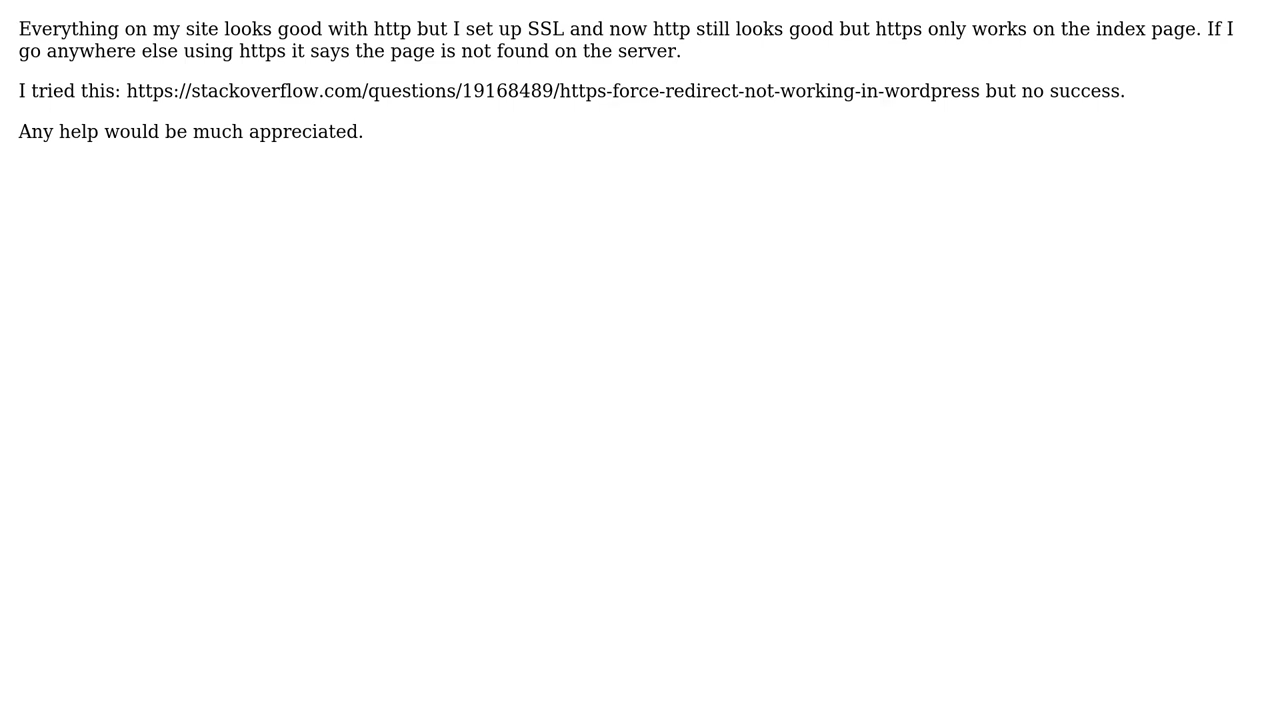 Everything on my site looks good with http but I set up SSL and now http still looks good but https only works on the index page. If I
go anywhere else using https it says the page is not found on the server.
I tried this: https://stackoverflow.com/questions/19168489/https-force-redirect-not-working-in-wordpress but no success.
Any help would be much appreciated.